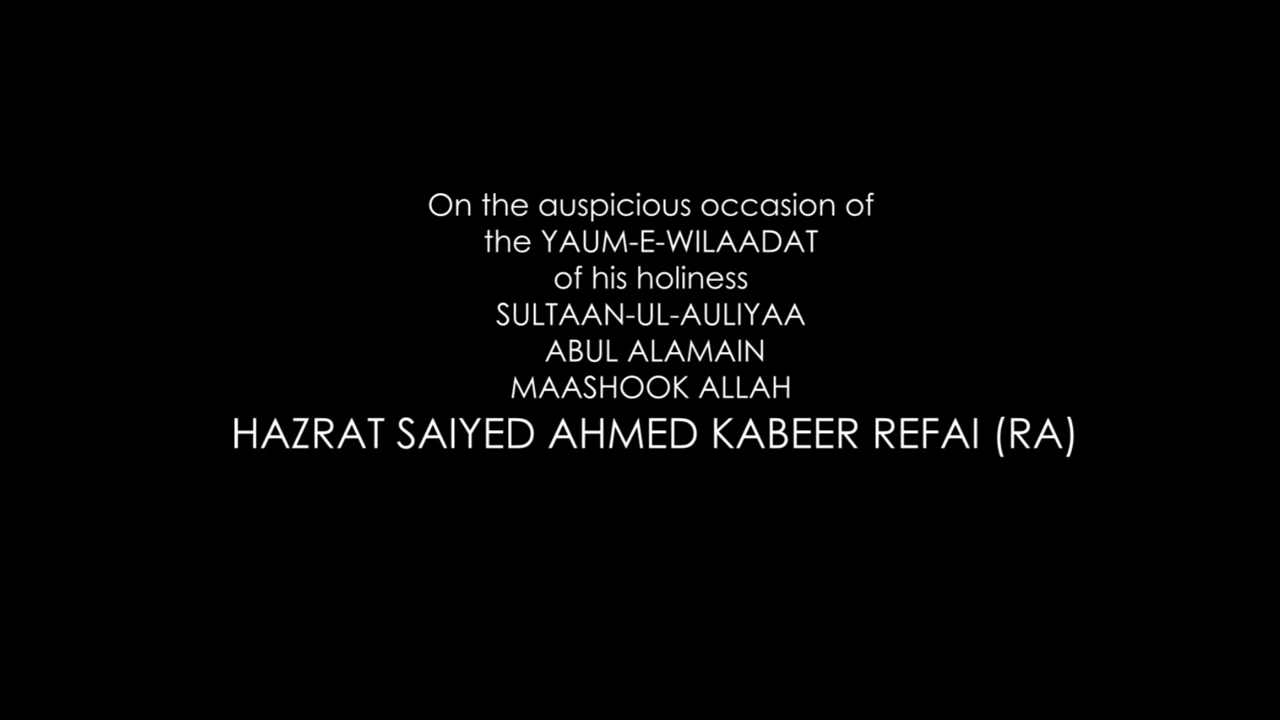 On the auspicious occasion of
the YAUM-E-WILAADAT
of his holiness
SULTAAN-UL-AULIYAA
ABUL ALAMAIN
MAASHOOK ALLAH
HAZRAT SAIYED AHMED KABEER REFAI (RA)